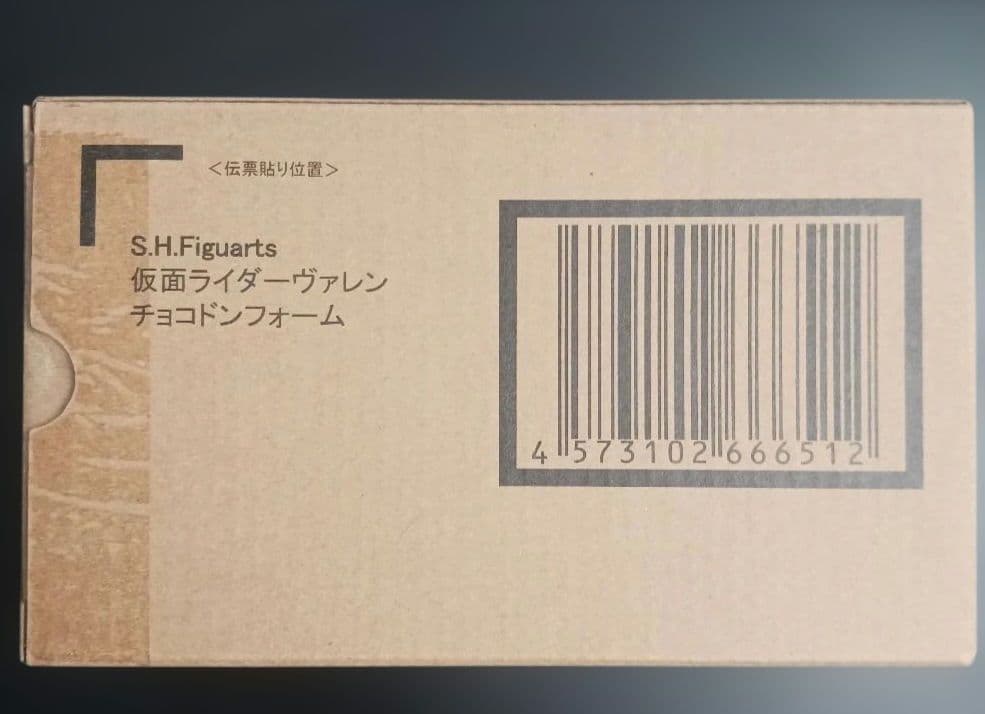 <伝票貼り位置>
S.H.Figuarts
仮面ライダーヴァレン
チョコドンフォーム
4 573102 666512